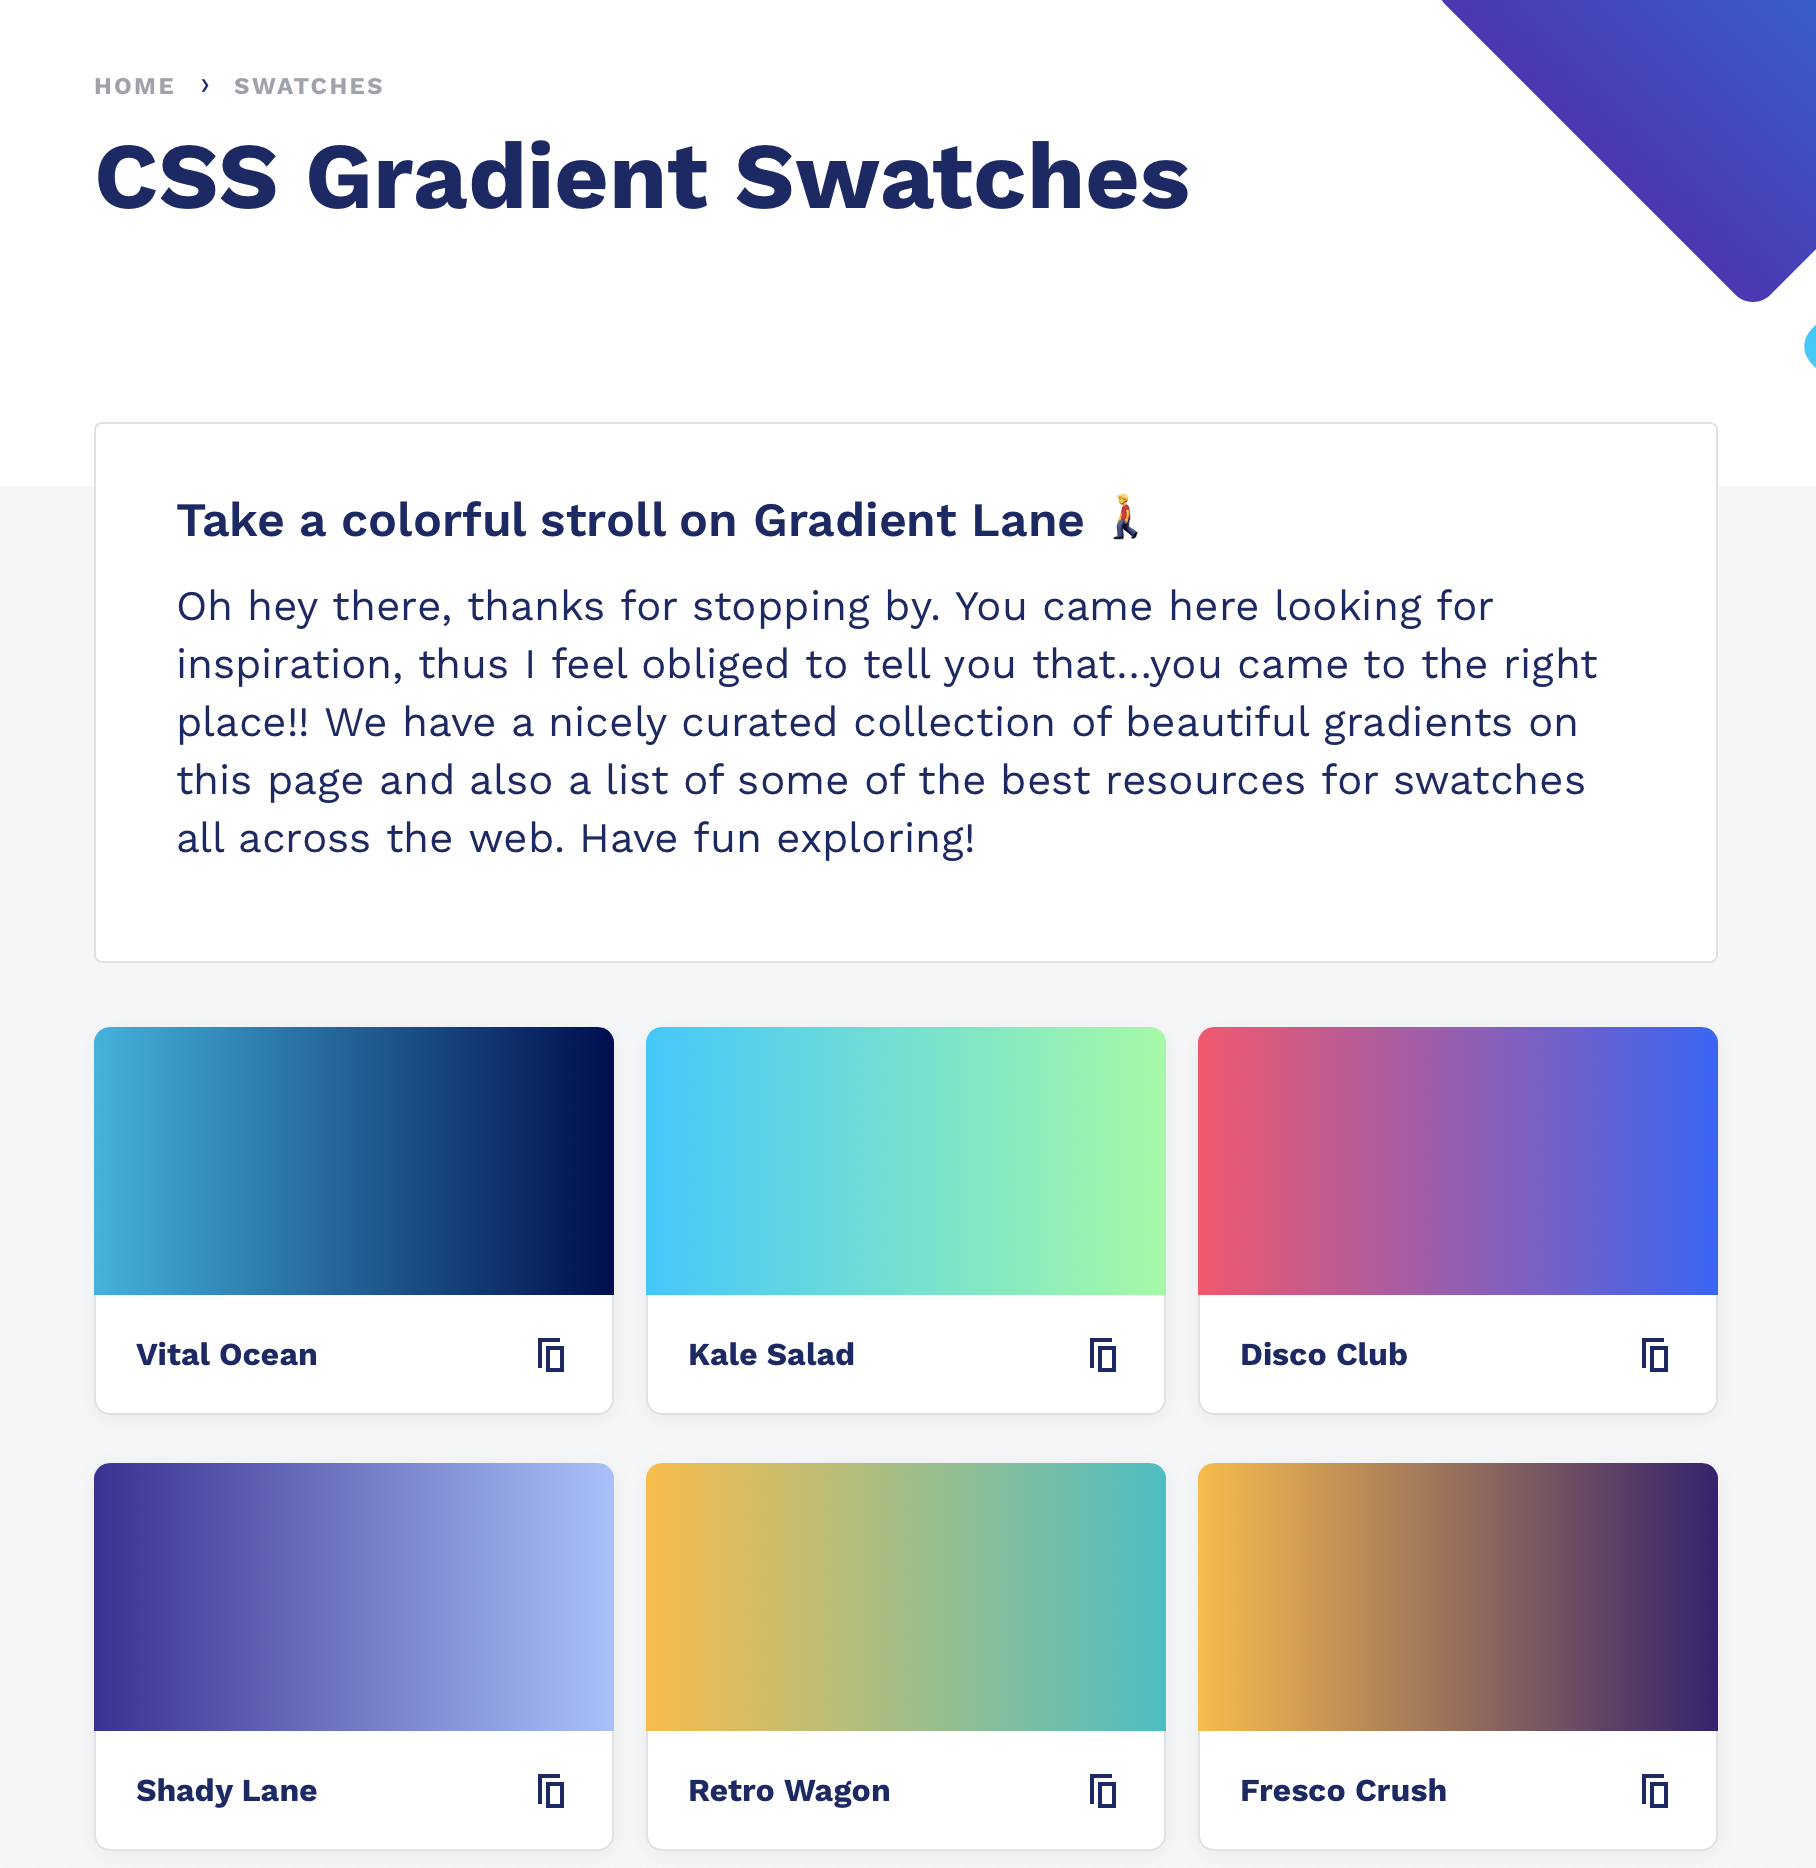 HOME › SWATCHES
CSS Gradient Swatches
Take a colorful stroll on Gradient Lane 🚶
Oh hey there, thanks for stopping by. You came here looking for
inspiration, thus I feel obliged to tell you that...you came to the right
place!! We have a nicely curated collection of beautiful gradients on
this page and also a list of some of the best resources for swatches
all across the web. Have fun exploring!
Vital Ocean
Kale Salad
Disco Club
Shady Lane
Retro Wagon
Fresco Crush